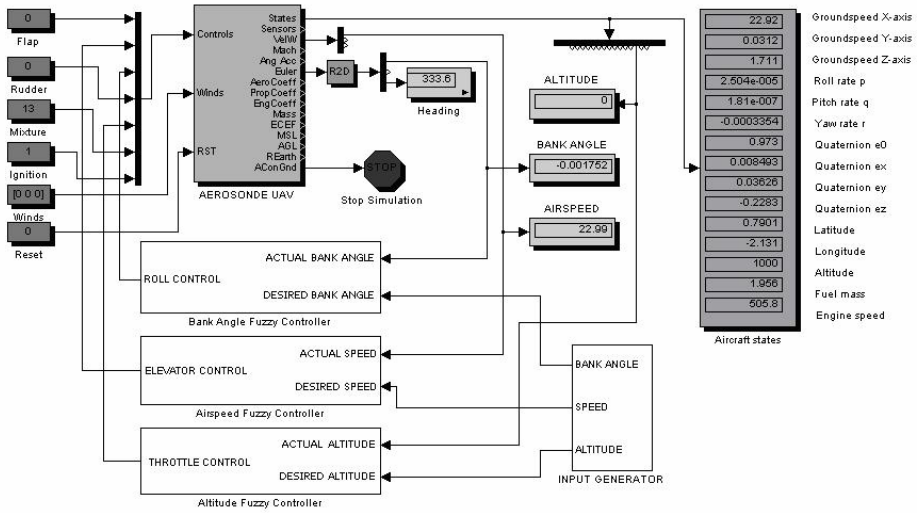 0
Flap
0
Rudder
13
Mixture
1
Ignition
[0 0 0]
Winds
0
Reset
Controls
Winds
RST
States
Sensors
VelW
Mach
Ang Acc
Euler
AeroCoeff
PropCoeff
EngCoeff
Mass
ECEF
MSL
AGL
REarth
AConGnd
AEROSONDE UAV
R2D
333.6
Heading
STOP
Stop Simulation
ALTITUDE
0
BANK ANGLE
-0.001752
AIRSPEED
22.99
22.92
0.0312
1.711
2.504e-005
1.81e-007
-0.0003354
0.973
0.008493
0.03626
-0.2283
0.7901
-2.131
1000
1.956
505.8
Aircraft states
Groundspeed X-axis
Groundspeed Y-axis
Groundspeed Z-axis
Roll rate p
Pitch rate q
Yaw rate r
Quaternion e0
Quaternion ex
Quaternion ey
Quaternion ez
Latitude
Longitude
Altitude
Fuel mass
Engine speed
ACTUAL BANK ANGLE
ROLL CONTROL
DESIRED BANK ANGLE
Bank Angle Fuzzy Controller
ACTUAL SPEED
ELEVATOR CONTROL
DESIRED SPEED
Airspeed Fuzzy Controller
ACTUAL ALTITUDE
THROTTLE CONTROL
DESIRED ALTITUDE
Altitude Fuzzy Controller
BANK ANGLE
SPEED
ALTITUDE
INPUT GENERATOR